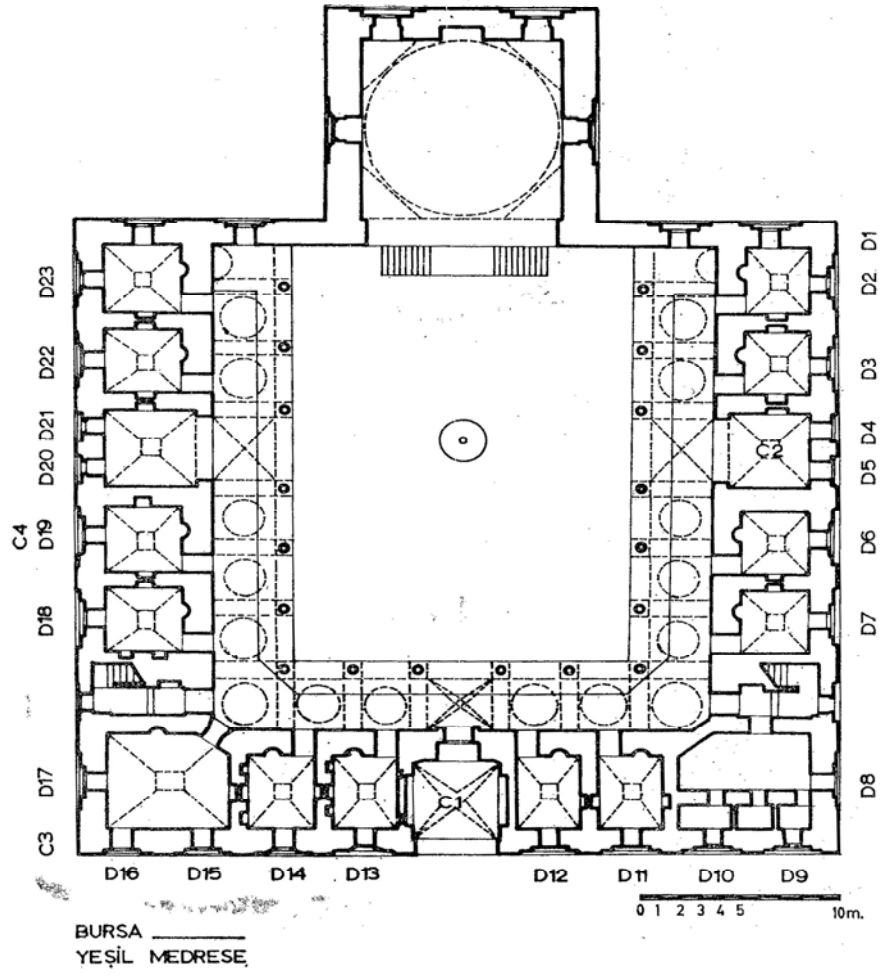 D1
D23 D2
D22 D3
D21 D4
C2
D20 D5
C4 D19 D6
D18 D7
D17 C1 D8
C3
D16 D15 D14 D13 D12 D11 D10 D9
0 1 2 3 4 5 10m.
BURSA
YEŞİL MEDRESE